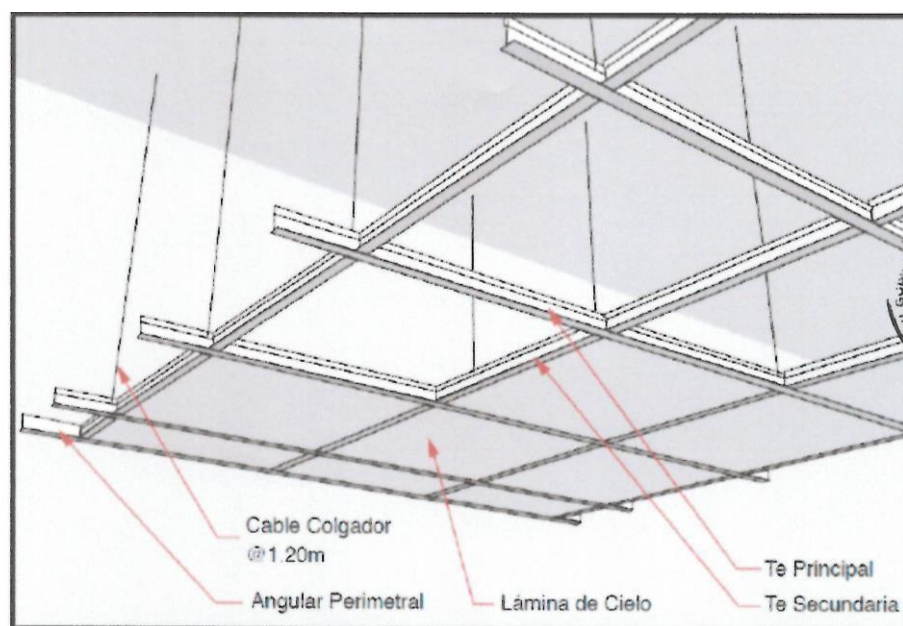 Cable Colgador
@1.20m
Angular Perimetral
Lámina de Cielo
Te Principal
Te Secundaria